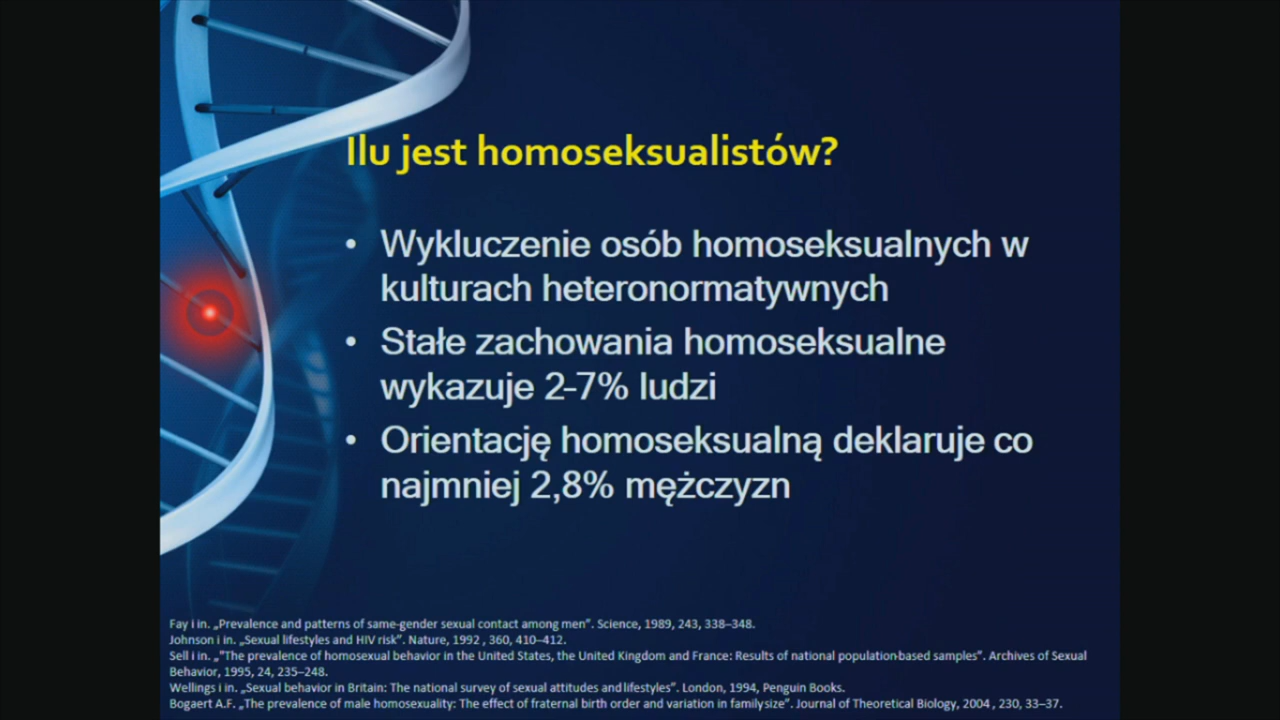 Ilu jest homoseksualistów?
• Wykluczenie osób homoseksualnych w
kulturach heteronormatywnych
• Stałe zachowania homoseksualne
wykazuje 2-7% ludzi
• Orientację homoseksualną deklaruje co
najmniej 2,8% mężczyzn
Fay i in. „Prevalence and patterns of same-gender sexual contact among men”. Science, 1989, 243, 338–348.
Johnson i in. „Sexual lifestyles and HIV risk”. Nature, 1992 , 360, 410–412.
Sell i in. „”The prevalence of homosexual behavior in the United States, the United Kingdom and France: Results of national population-based samples”. Archives of Sexual
Behavior, 1995, 24, 235–248.
Wellings i in. „Sexual behavior in Britain: The national survey of sexual attitudes and lifestyles”. London, 1994, Penguin Books.
Bogaert A.F. „The prevalence of male homosexuality: The effect of fraternal birth order and variation in family size”. Journal of Theoretical Biology, 2004 , 230, 33–37.